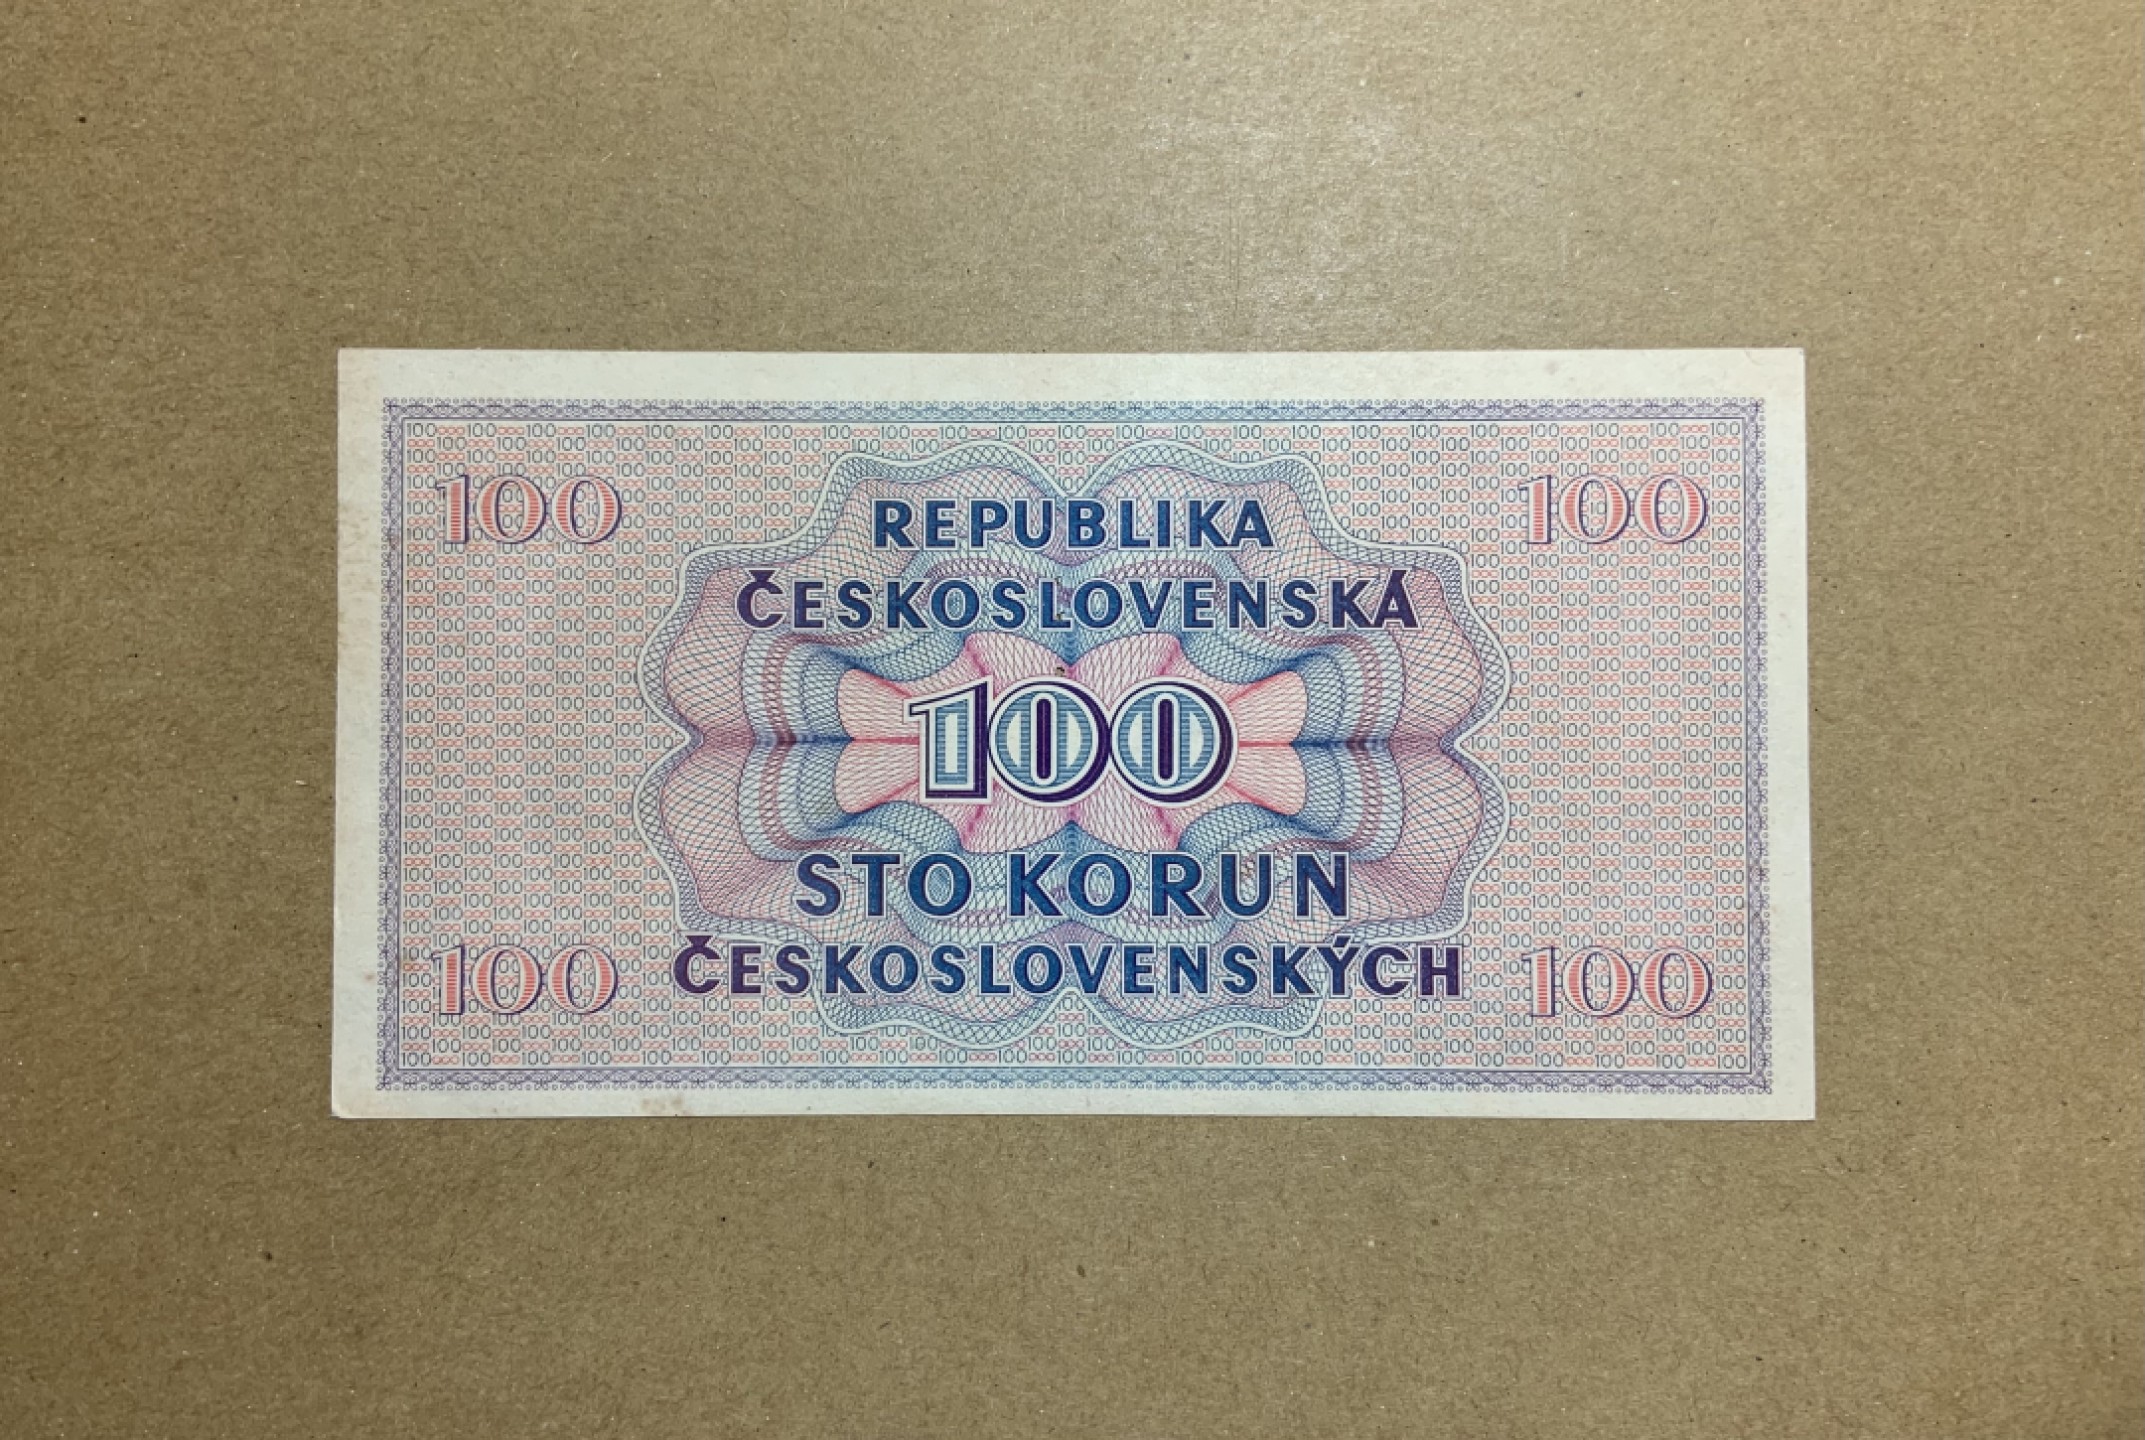 100 100
REPUBLIKA
ČESKOSLOVENSKÁ
100
STO KORUN
ČESKOSLOVENSKÝCH
100 100